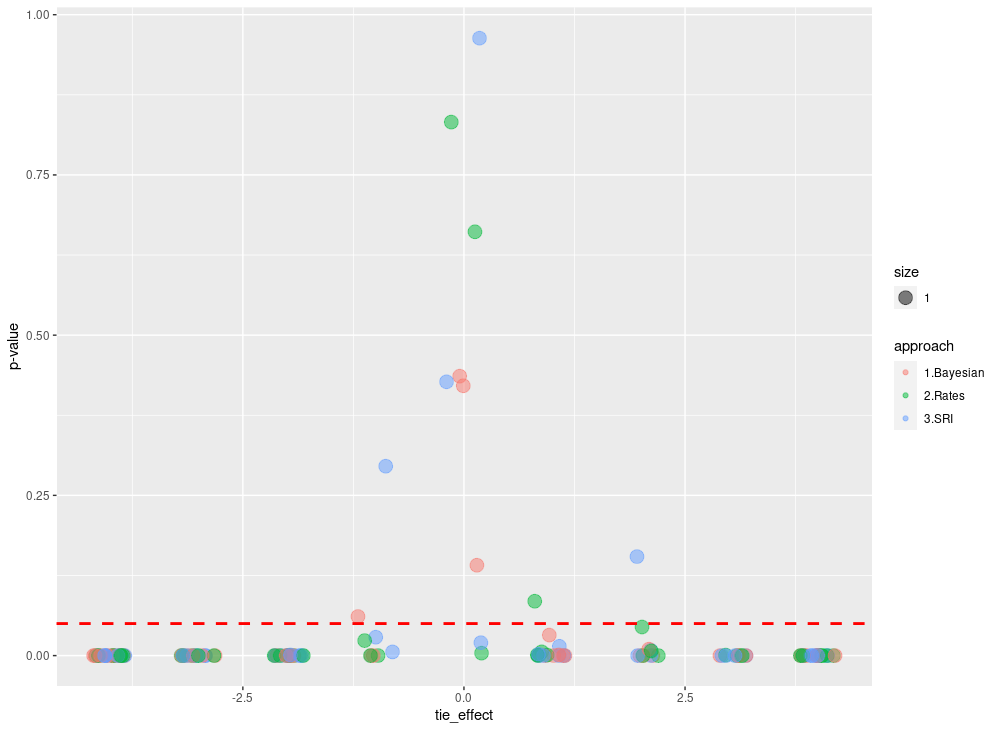 1.00
0.75
0.50
0.25
0.00
p-value
-2.5
0.0
2.5
tie_effect
size
1
approach
1.Bayesian
2.Rates
3.SRI